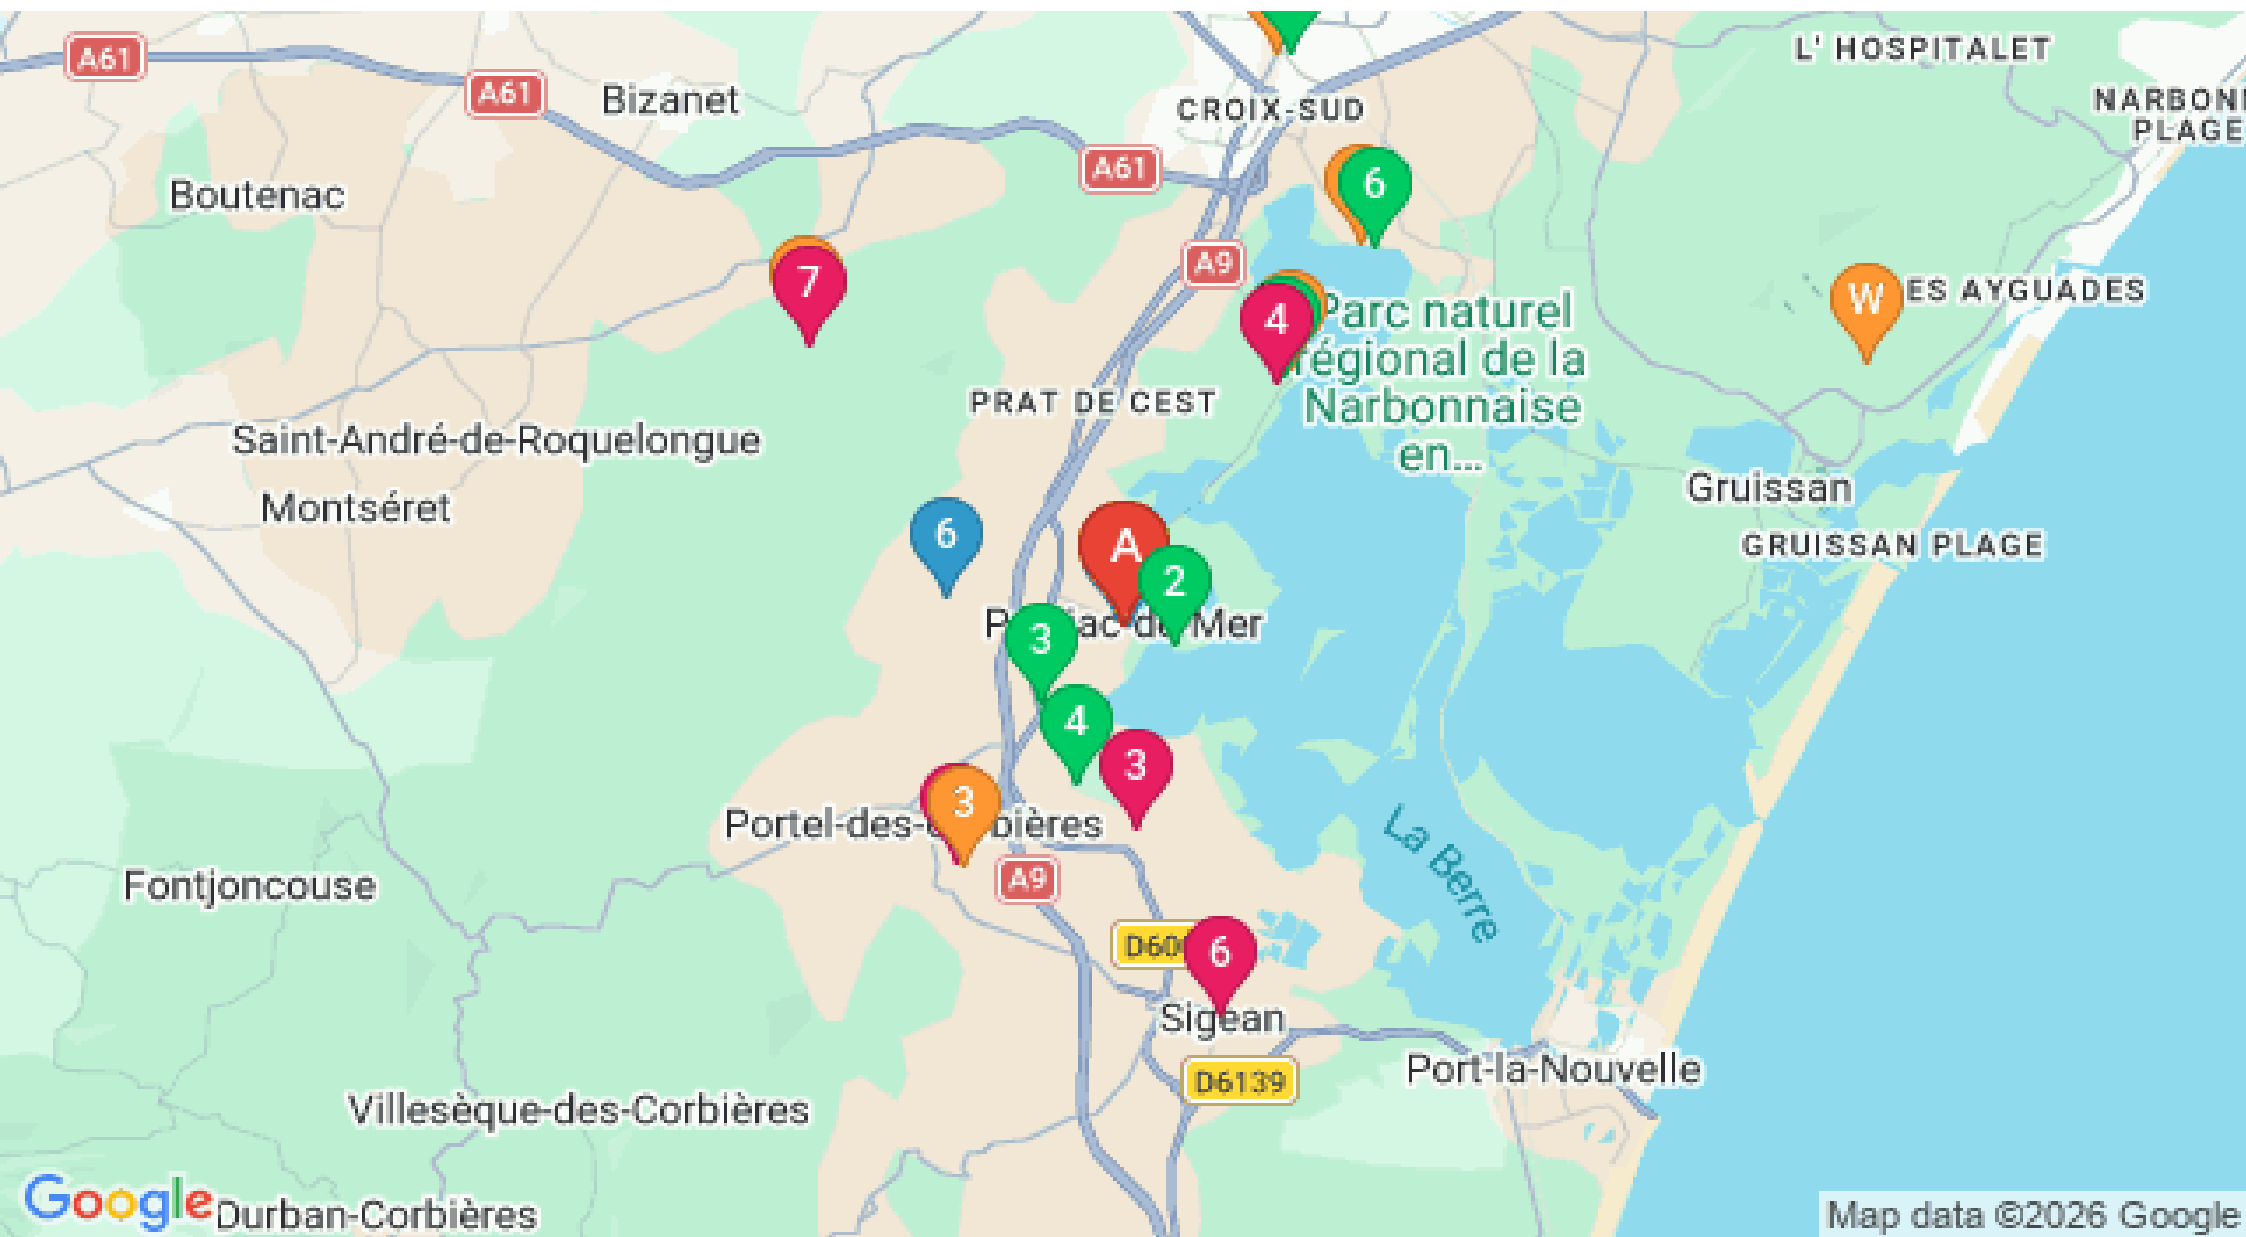 L' HOSPITALET
A61
A61
Bizanet
CROIX-SUD
PLAGE
A61
Boutenac
6
A9
7
W
ES AYGUADES
4
Parc naturel
régional de la
Narbonnaise
en...
PRAT DE CEST
Saint-André-de-Roquelongue
Montséret
Gruissan
6
A
GRUISSAN PLAGE
2
3
4
3
3
Portel-des-
bières
La Berre
A9
Fontjoncouse
6
Sigean
Port-la-Nouvelle
D6139
Villesèque-des-Corbières
Google
Durban-Corbières
Map data ©2026 Google